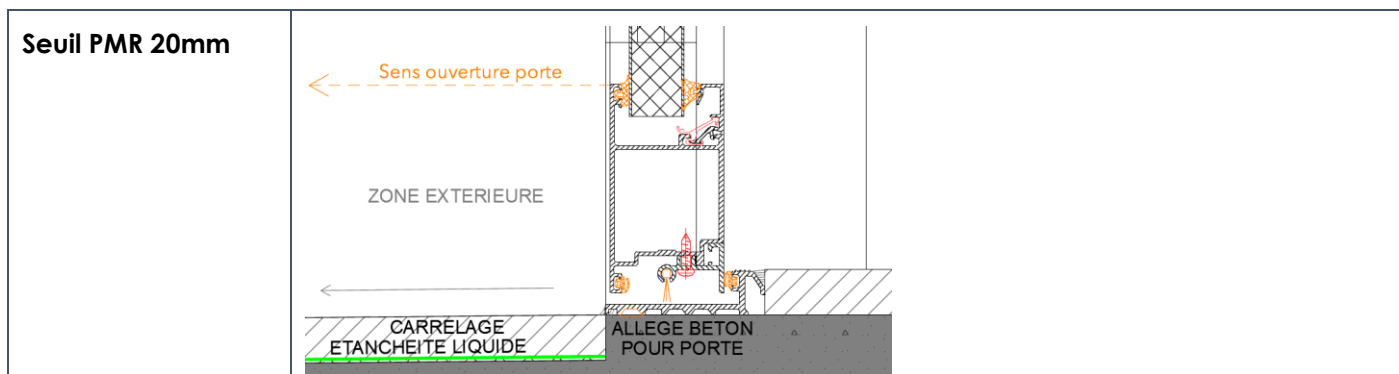 Seuil PMR 20mm
Sens ouverture porte
ZONE EXTERIEURE
CARRELAGE
ETANCHEITE LIQUIDE
ALLEGE BETON
POUR PORTE